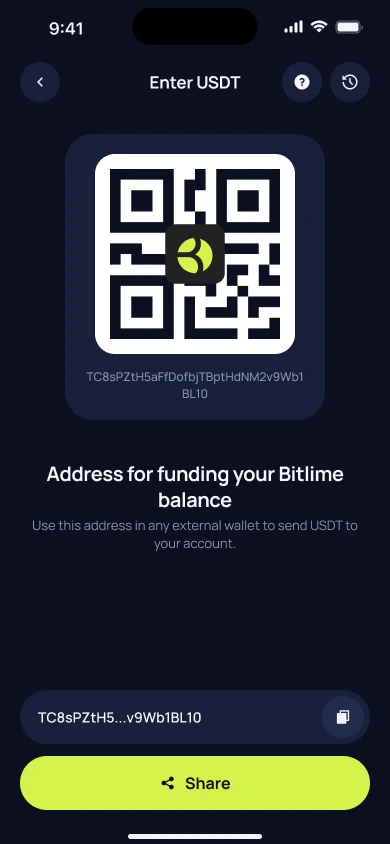 9:41
Enter USDT
TC8sPZtH5aFfDofbjTBptHdNM2v9Wb1
BL10
Address for funding your Bitlime
balance
Use this address in any external wallet to send USDT to
your account.
TC8sPZtH5...v9Wb1BL10
Share